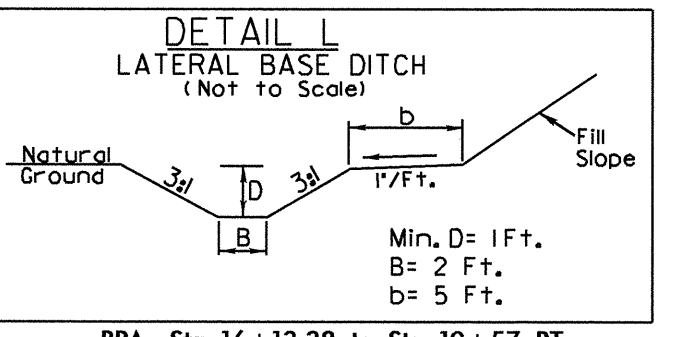 DETAIL L
LATERAL BASE DITCH
(Not to Scale)
b
Natural
Ground
3:1
D
3:1
1"/Ft.
Fill
Slope
B
Min. D= 1Ft.
B= 2 Ft.
b= 5 Ft.